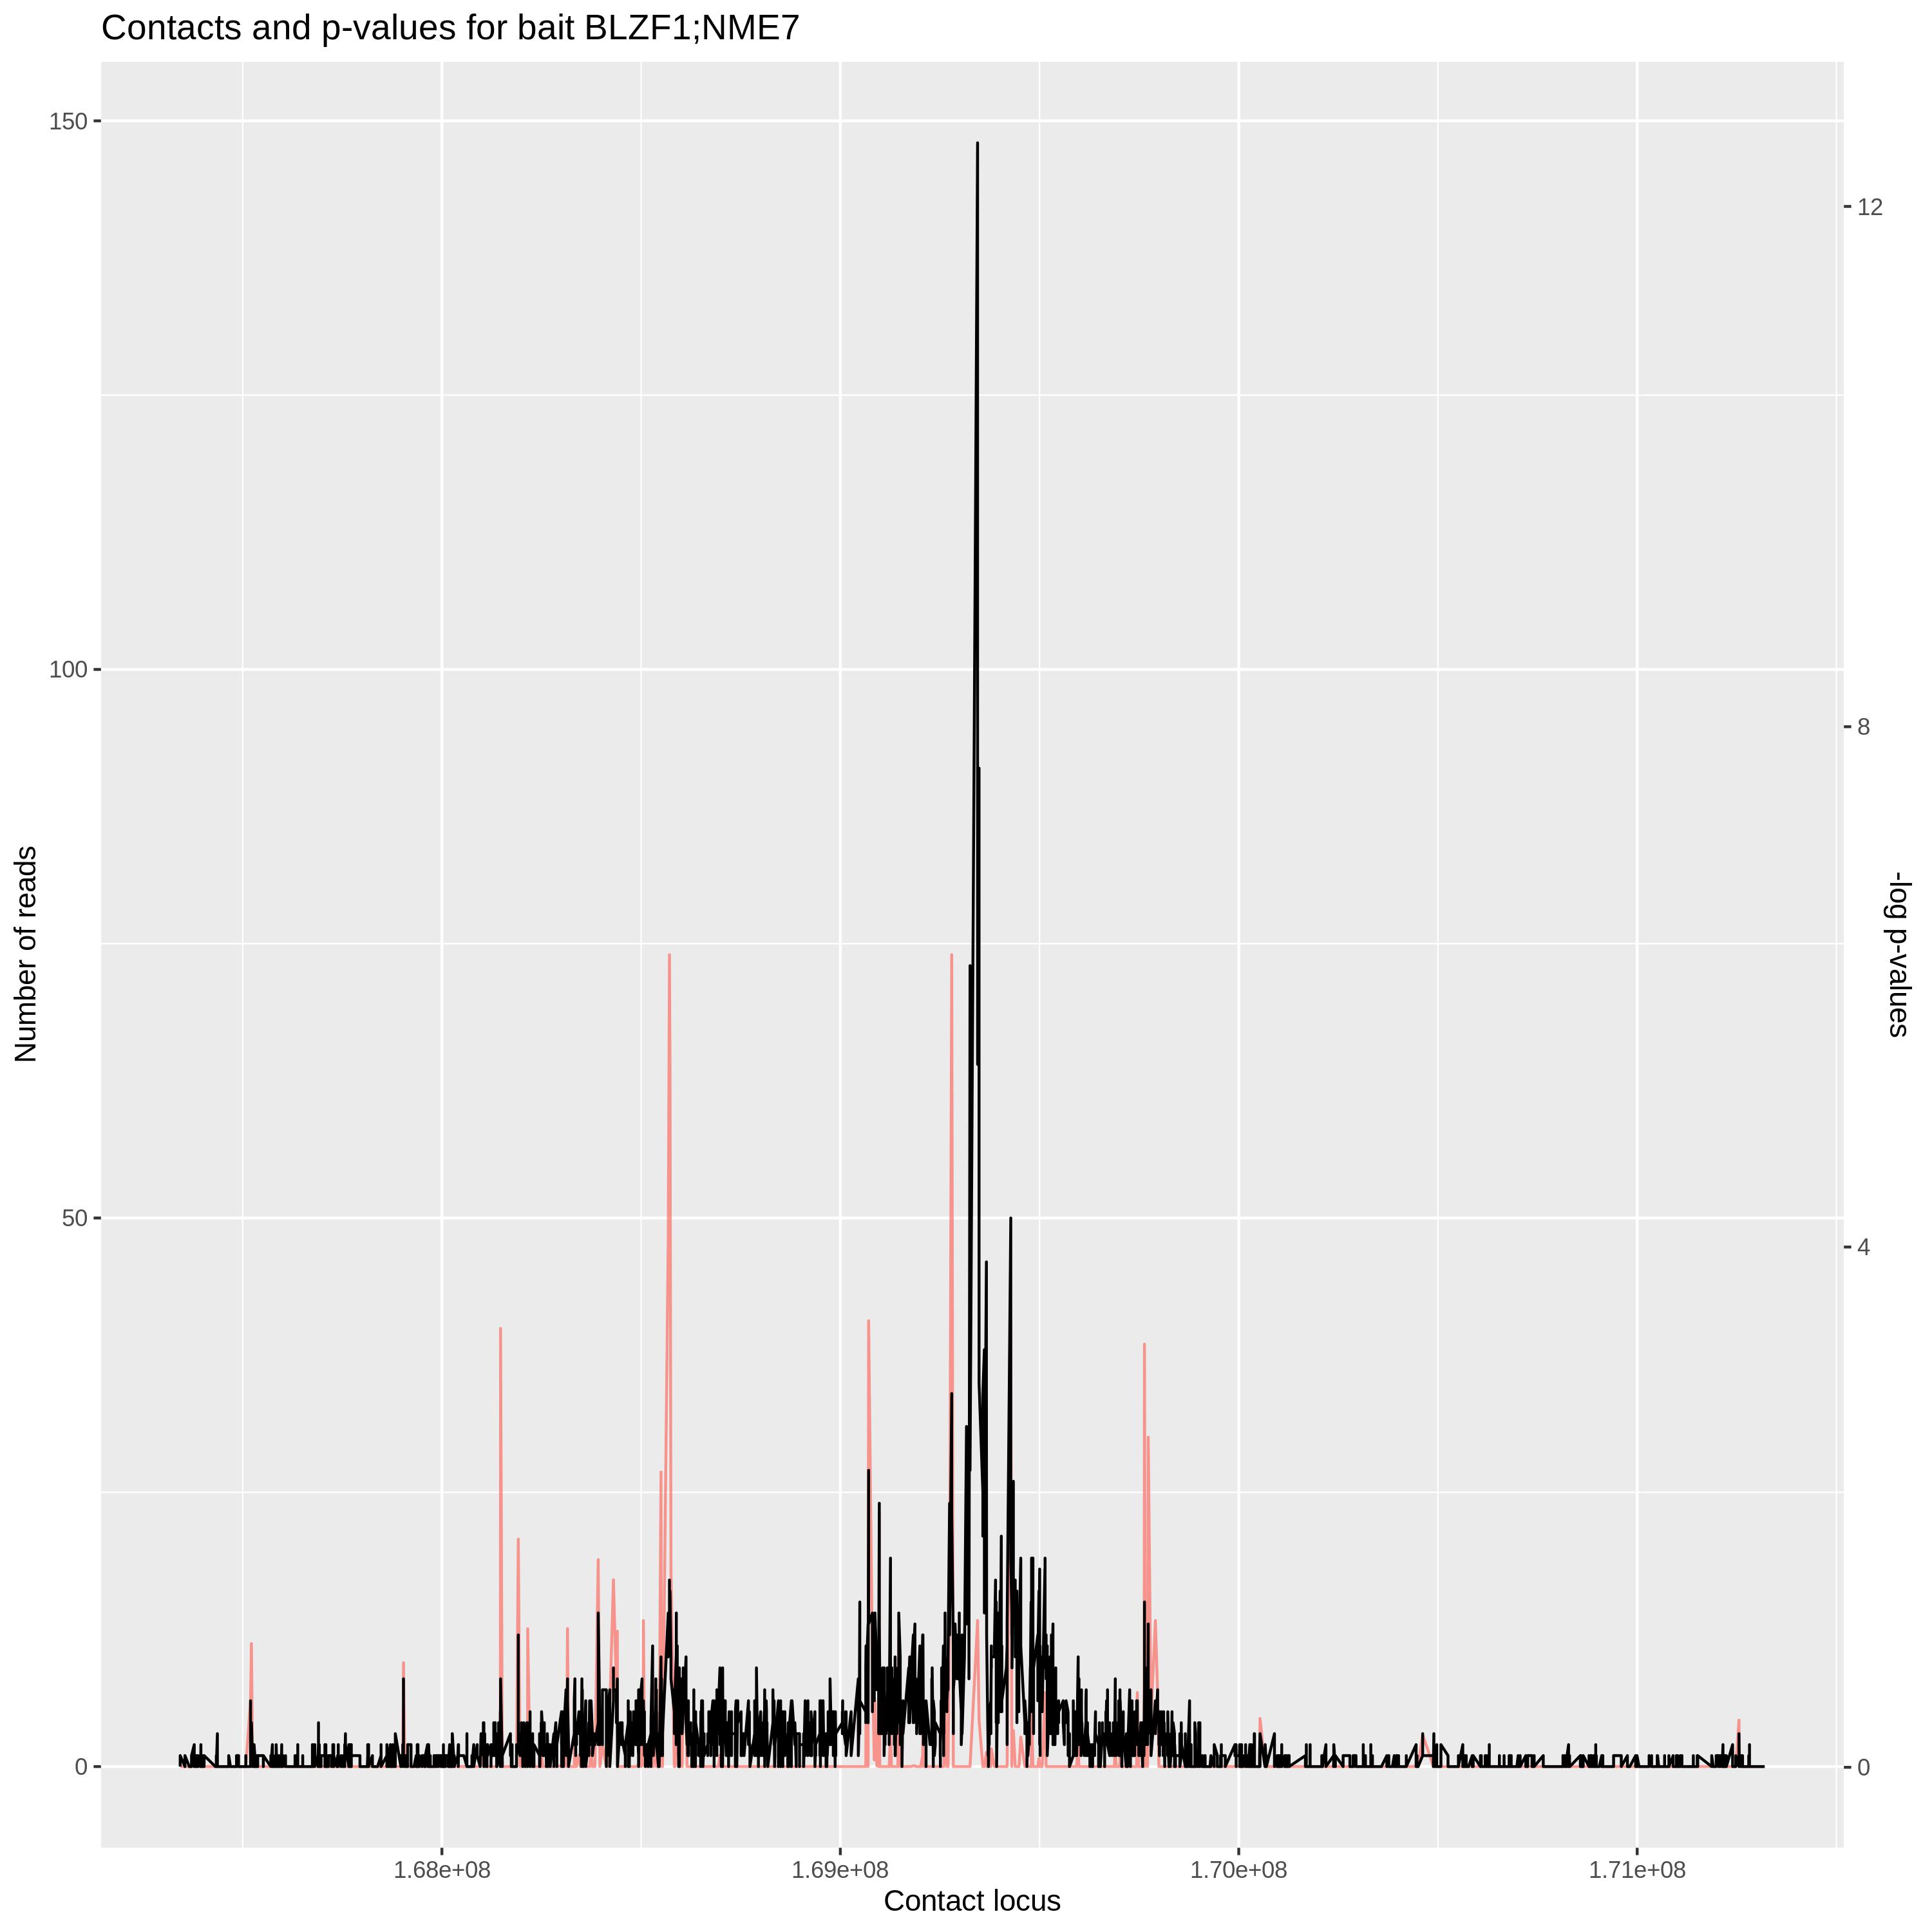 Contacts and p-values for bait BLZF1;NME7
150
100
50
0
Number of reads
12
8
4
0
-log p-values
1.68e+08 1.69e+08 1.70e+08 1.71e+08
Contact locus